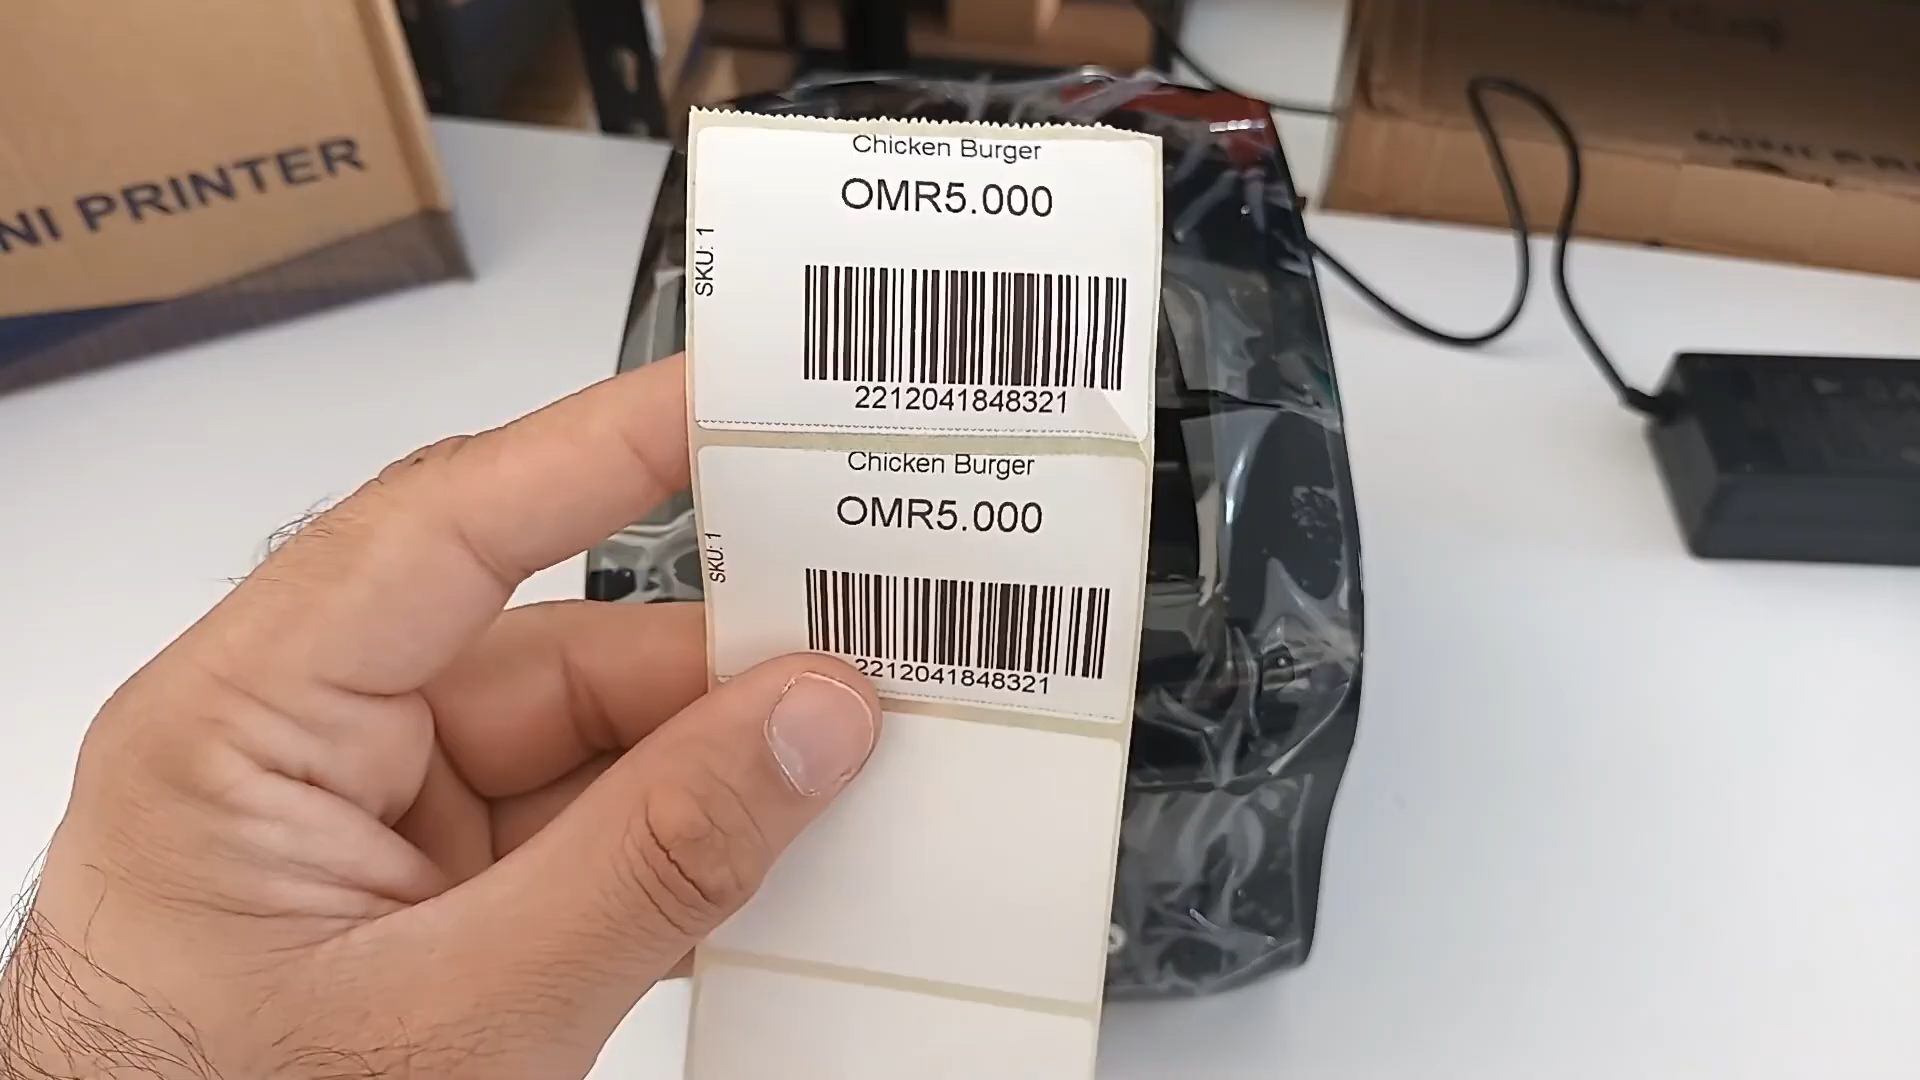 NI PRINTER
Chicken Burger
OMR5.000
SKU: 1
2212041848321
Chicken Burger
OMR5.000
SKU: 1
2212041848321